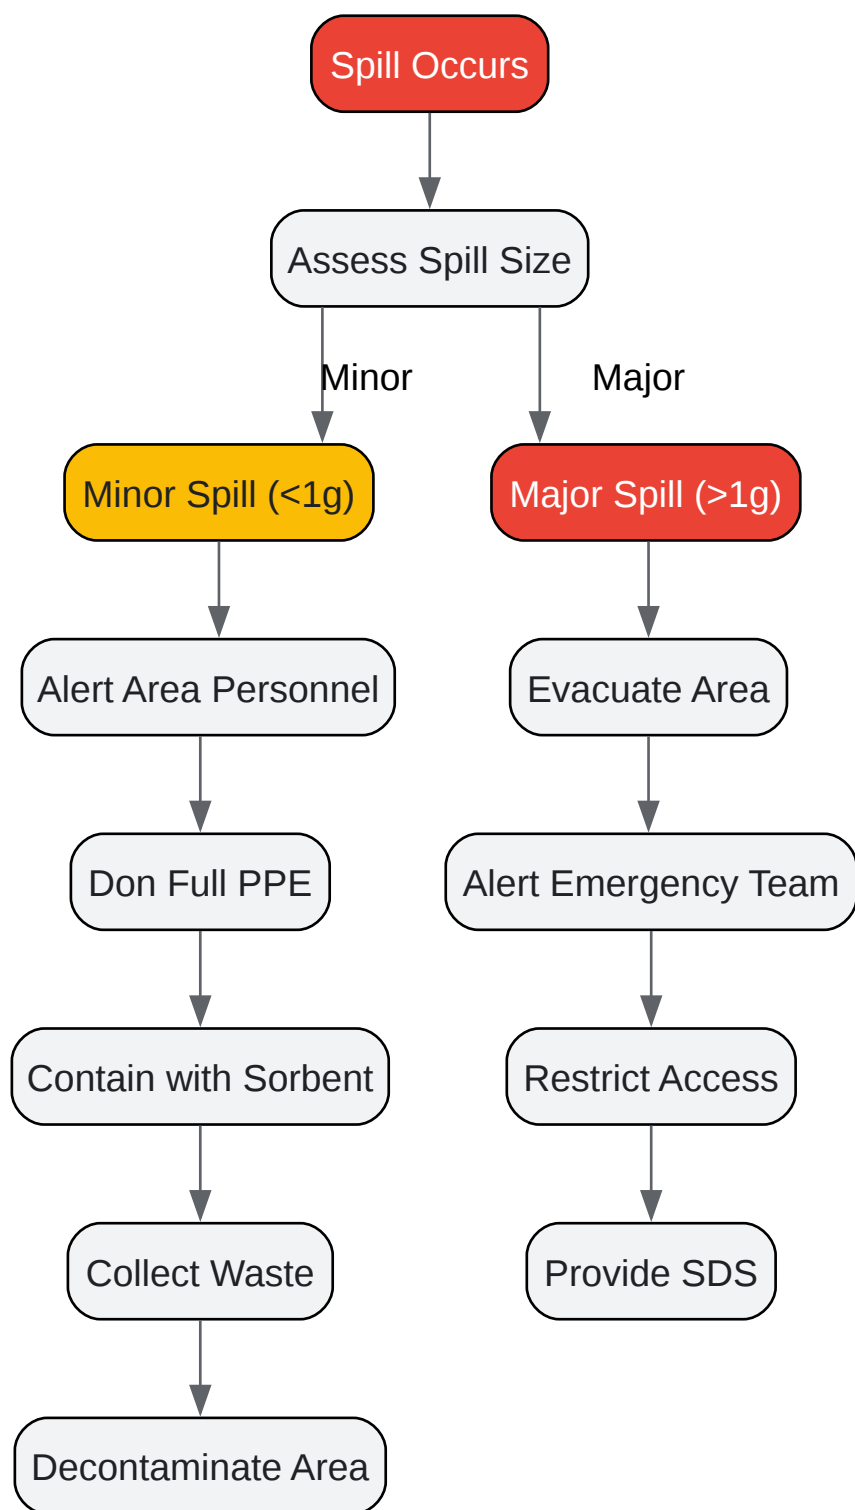 Spill Occurs
Assess Spill Size
Minor
Major
Minor Spill (<1g)
Major Spill (>1g)
Alert Area Personnel
Evacuate Area
Don Full PPE
Alert Emergency Team
Contain with Sorbent
Restrict Access
Collect Waste
Provide SDS
Decontaminate Area